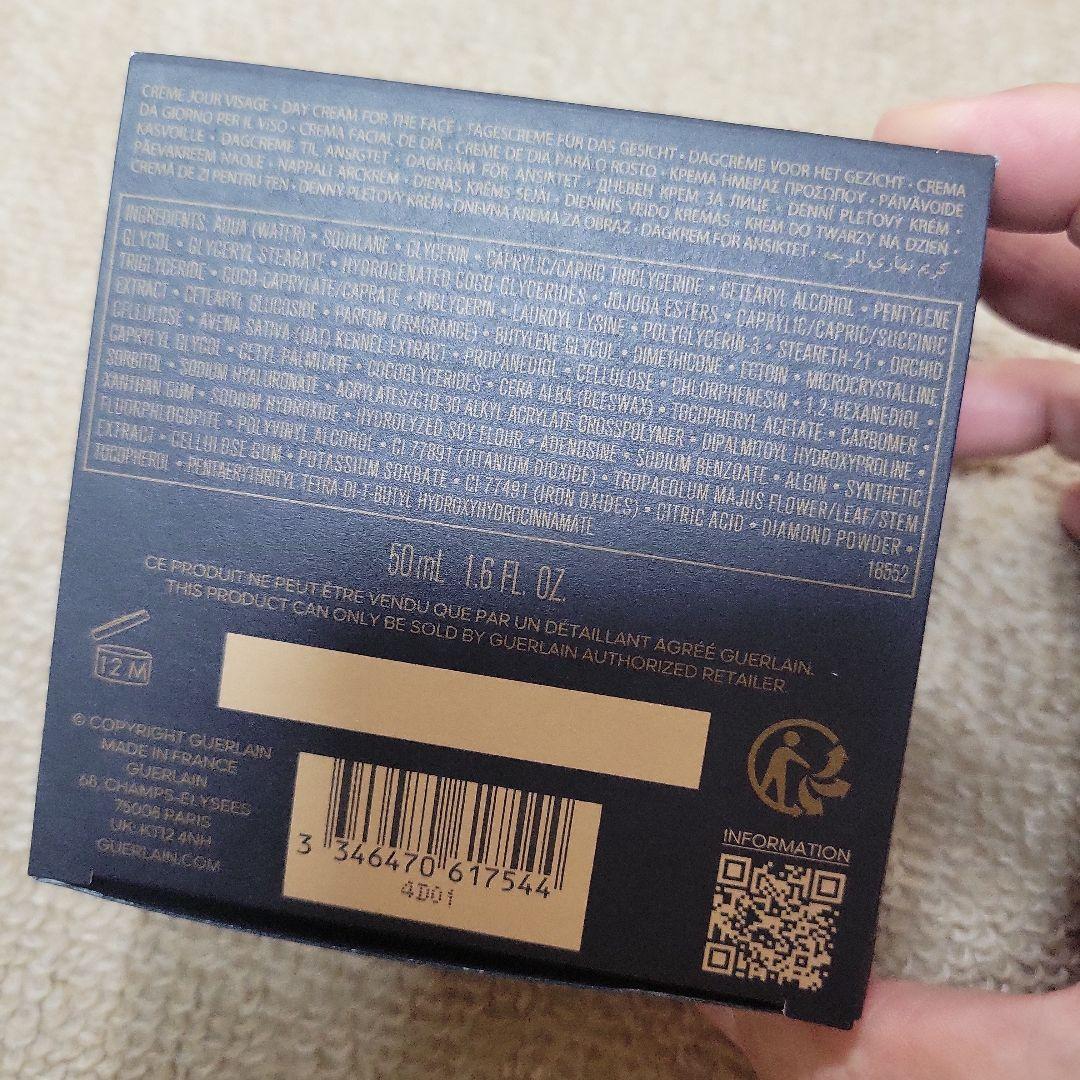 CRÈME JOUR VISAGE • DAY CREAM FOR THE FACE • TAGESCREME FÜR DAS GESICHT • DAGCRÈME VOOR HET GEZICHT • CREMA
DA GIORNO PER IL VISO • CREMA FACIAL DE DÍA • CREME DE DIA PARA O ROSTO • ΚΡΕΜΑ ΗΜΕΡΑΣ ΠΡΟΣΩΠΟΥ • PÄIVÄVOIDE
KASVOILLE • DAGCREME TIL ANSIGTET • DAGKRÄM FÖR ANSIKTET • ДНЕВЕН КРЕМ ЗА ЛИЦЕ • DENNÍ PLEŤOVÝ KRÉM •
PÄEVAKREEM NÄOLE • NAPPALI ARCKRÉM • DIENAS KRĒMS SEJAI • DIENINIS VEIDO KREMAS • KREM DO TWARZY NA DZIEŃ •
CREMA DE ZI PENTRU TEN • DENNÝ PLEŤOVÝ KRÉM • DNEVNA KREMA ZA OBRAZ • DAGKREM FOR ANSIKTET • كريم نهاري للوجه
INGREDIENTS: AQUA (WATER) • SQUALANE • GLYCERIN • CAPRYLIC/CAPRIC TRIGLYCERIDE • CETEARYL ALCOHOL • PENTYLENE
GLYCOL • GLYCERYL STEARATE • HYDROGENATED COCO-GLYCERIDES • JOJOBA ESTERS • CAPRYLIC/CAPRIC/SUCCINIC
TRIGLYCERIDE • COCO-CAPRYLATE/CAPRATE • DIGLYCERIN • LAUROYL LYSINE • POLYGLYCERIN-3 • STEARETH-21 • ORCHID
EXTRACT • CETEARYL GLUCOSIDE • PARFUM (FRAGRANCE) • BUTYLENE GLYCOL • DIMETHICONE • ECTOIN • MICROCRYSTALLINE
CELLULOSE • AVENA SATIVA (OAT) KERNEL EXTRACT • PROPANEDIOL • CELLULOSE • CHLORPHENESIN • 1,2-HEXANEDIOL •
CAPRYLYL GLYCOL • CETYL PALMITATE • COCOGLYCERIDES • CERA ALBA (BEESWAX) • TOCOPHERYL ACETATE • CARBOMER •
SORBITOL • SODIUM HYALURONATE • ACRYLATES/C10-30 ALKYL ACRYLATE CROSSPOLYMER • DIPALMITOYL HYDROXYPROLINE •
XANTHAN GUM • SODIUM HYDROXIDE • HYDROLYZED SOY FLOUR • ADENOSINE • SODIUM BENZOATE • ALGIN • SYNTHETIC
FLUORPHLOGOPITE • POLYVINYL ALCOHOL • CI 77891 (TITANIUM DIOXIDE) • TROPAEOLUM MAJUS FLOWER/LEAF/STEM
EXTRACT • CELLULOSE GUM • POTASSIUM SORBATE • CI 77491 (IRON OXIDES) • CITRIC ACID • DIAMOND POWDER •
TOCOPHEROL • PENTAERYTHRITYL TETRA-DI-T-BUTYL HYDROXYHYDROCINNAMATE
18552
50 mL 1.6 FL. OZ.
CE PRODUIT NE PEUT ÊTRE VENDU QUE PAR UN DÉTAILLANT AGRÉÉ GUERLAIN.
THIS PRODUCT CAN ONLY BE SOLD BY GUERLAIN AUTHORIZED RETAILER.
12 M
© COPYRIGHT GUERLAIN
MADE IN FRANCE
GUERLAIN
68, CHAMPS-ELYSEES
75008 PARIS
UK: KT12 4NH
GUERLAIN.COM
3 346470 617544
4D01
INFORMATION